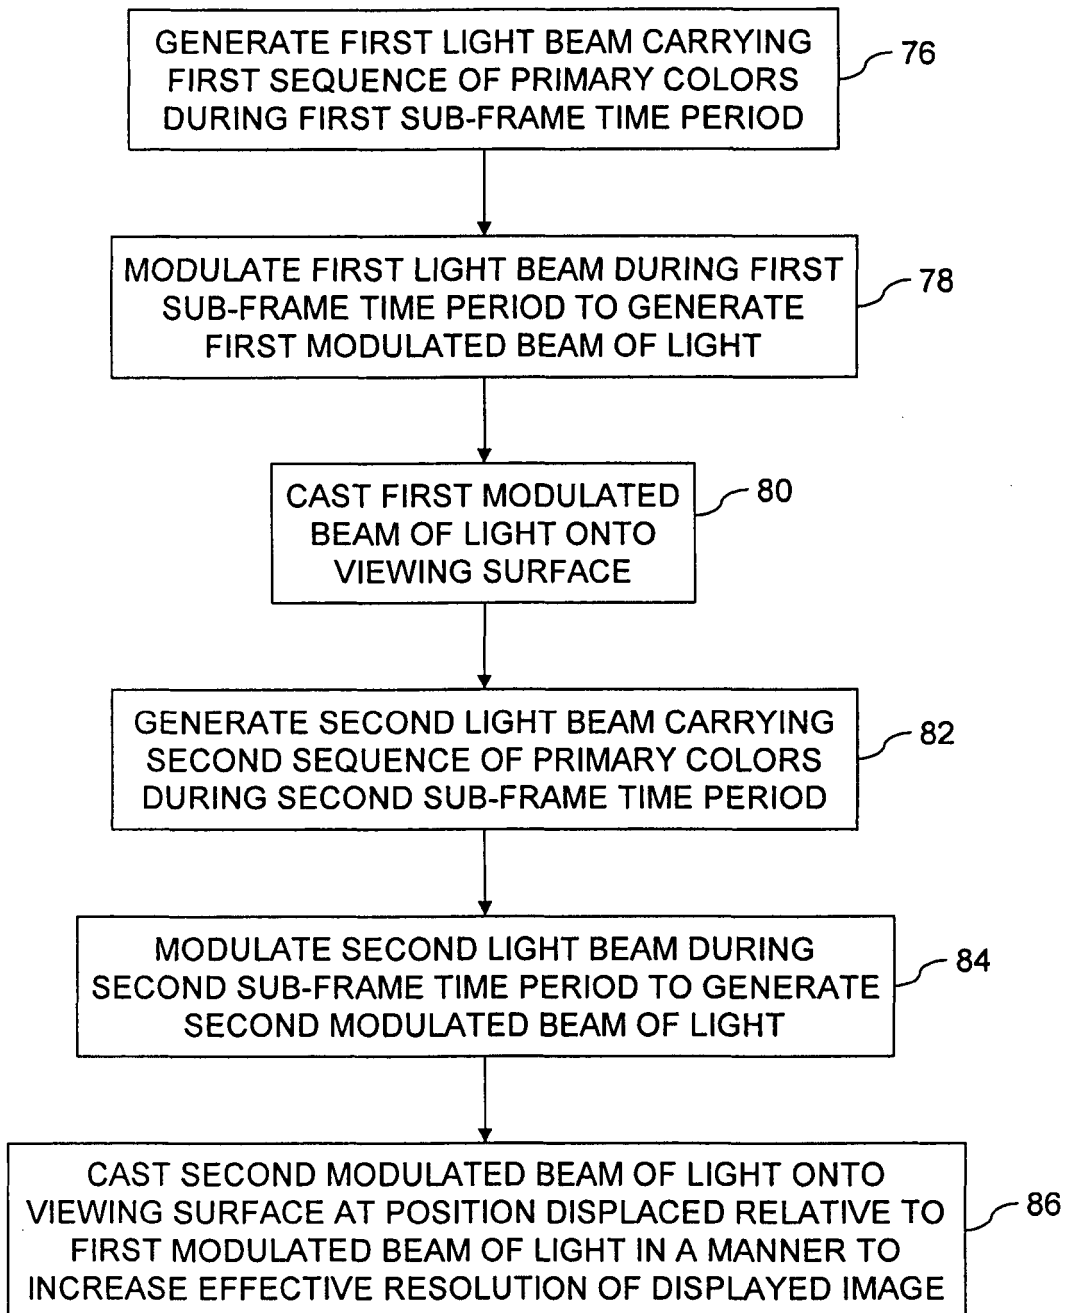 GENERATE FIRST LIGHT BEAM CARRYING
FIRST SEQUENCE OF PRIMARY COLORS
DURING FIRST SUB-FRAME TIME PERIOD
76
MODULATE FIRST LIGHT BEAM DURING FIRST
SUB-FRAME TIME PERIOD TO GENERATE
FIRST MODULATED BEAM OF LIGHT
78
CAST FIRST MODULATED
BEAM OF LIGHT ONTO
VIEWING SURFACE
80
GENERATE SECOND LIGHT BEAM CARRYING
SECOND SEQUENCE OF PRIMARY COLORS
DURING SECOND SUB-FRAME TIME PERIOD
82
MODULATE SECOND LIGHT BEAM DURING
SECOND SUB-FRAME TIME PERIOD TO GENERATE
SECOND MODULATED BEAM OF LIGHT
84
CAST SECOND MODULATED BEAM OF LIGHT ONTO
VIEWING SURFACE AT POSITION DISPLACED RELATIVE TO
FIRST MODULATED BEAM OF LIGHT IN A MANNER TO
INCREASE EFFECTIVE RESOLUTION OF DISPLAYED IMAGE
86